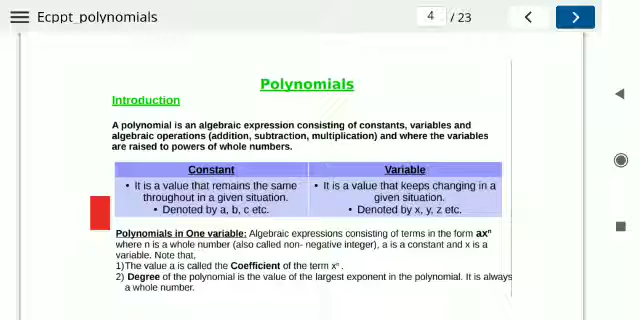 Ecppt_polynomials
4 / 23
Polynomials
Introduction
A polynomial is an algebraic expression consisting of constants, variables and
algebraic operations (addition, subtraction, multiplication) and where the variables
are raised to powers of whole numbers.
Constant Variable
• It is a value that remains the same • It is a value that keeps changing in a
throughout in a given situation. given situation.
• Denoted by a, b, c etc. • Denoted by x, y, z etc.
Polynomials in One variable: Algebraic expressions consisting of terms in the form axⁿ
where n is a whole number (also called non- negative integer), a is a constant and x is a
variable. Note that,
1)The value a is called the Coefficient of the term xⁿ .
2) Degree of the polynomial is the value of the largest exponent in the polynomial. It is always
a whole number.